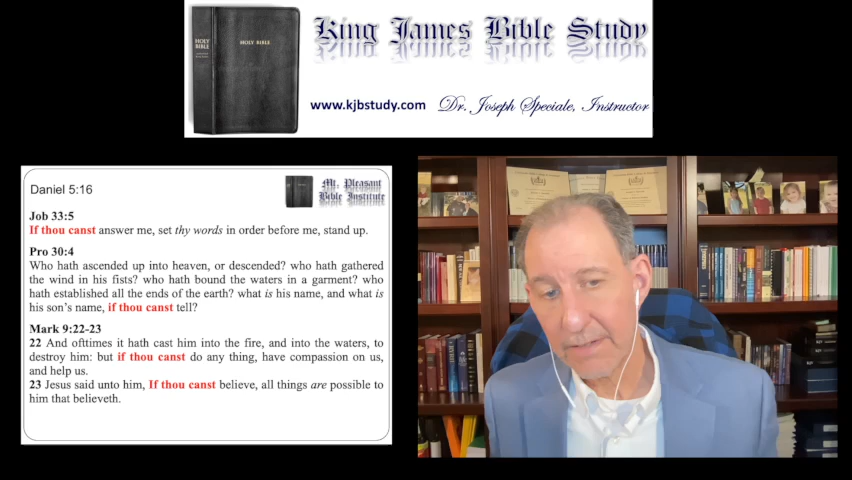 HOLY BIBLE
HOLY BIBLE
King James Bible Study
www.kjbstudy.com Dr. Joseph Speciale, Instructor
Daniel 5:16
Mt. Pleasant
Bible Institute
Job 33:5
If thou canst answer me, set thy words in order before me, stand up.
Pro 30:4
Who hath ascended up into heaven, or descended? who hath gathered
the wind in his fists? who hath bound the waters in a garment? who
hath established all the ends of the earth? what is his name, and what is
his son's name, if thou canst tell?
Mark 9:22-23
22 And ofttimes it hath cast him into the fire, and into the waters, to
destroy him: but if thou canst do any thing, have compassion on us,
and help us.
23 Jesus said unto him, If thou canst believe, all things are possible to
him that believeth.